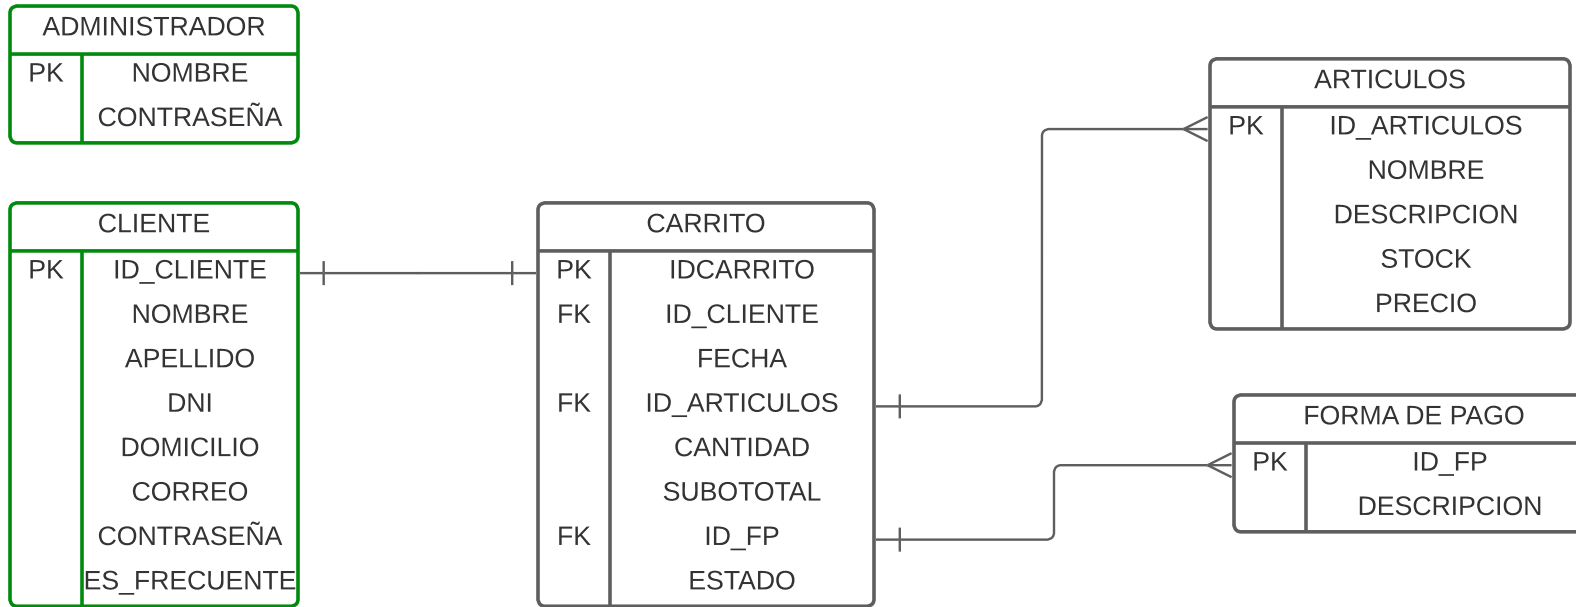 ADMINISTRADOR
PK NOMBRE
CONTRASEÑA
CLIENTE
PK ID_CLIENTE
NOMBRE
APELLIDO
DNI
DOMICILIO
CORREO
CONTRASEÑA
ES_FRECUENTE
CARRITO
PK IDCARRITO
FK ID_CLIENTE
FECHA
FK ID_ARTICULOS
CANTIDAD
SUBOTOTAL
FK ID_FP
ESTADO
ARTICULOS
PK ID_ARTICULOS
NOMBRE
DESCRIPCION
STOCK
PRECIO
FORMA DE PAGO
PK ID_FP
DESCRIPCION